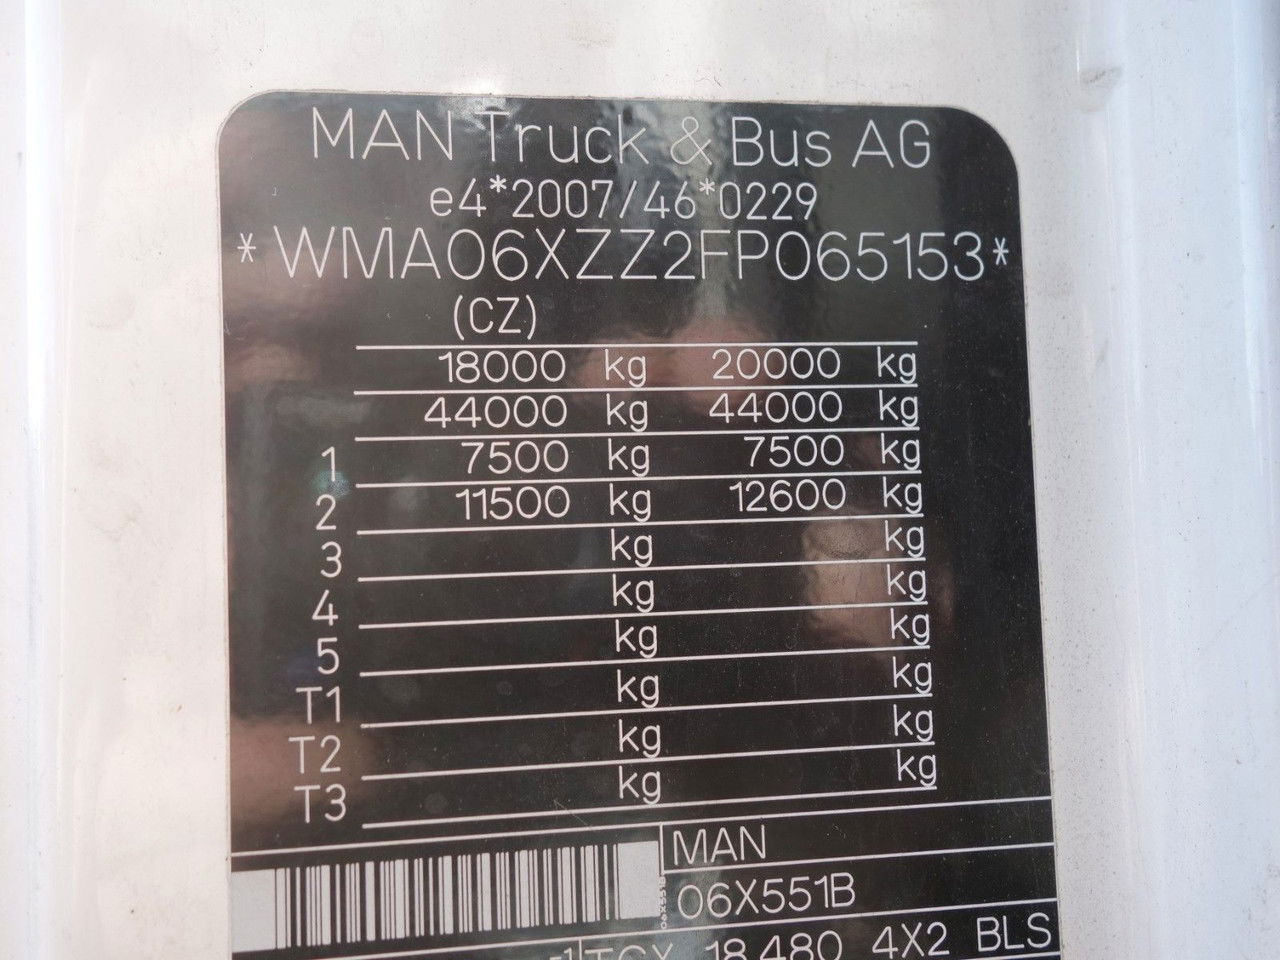 MAN Truck & Bus AG
e4*2007/46*0229
*WMA06XZZ2FP065153*
(CZ)
18000 kg 20000 kg
44000 kg 44000 kg
1 7500 kg 7500 kg
2 11500 kg 12600 kg
3 kg kg
4 kg kg
5 kg kg
T1 kg kg
T2 kg kg
T3 kg kg
MAN
06X551B
06X551B
TGX 18.480 4X2 BLS